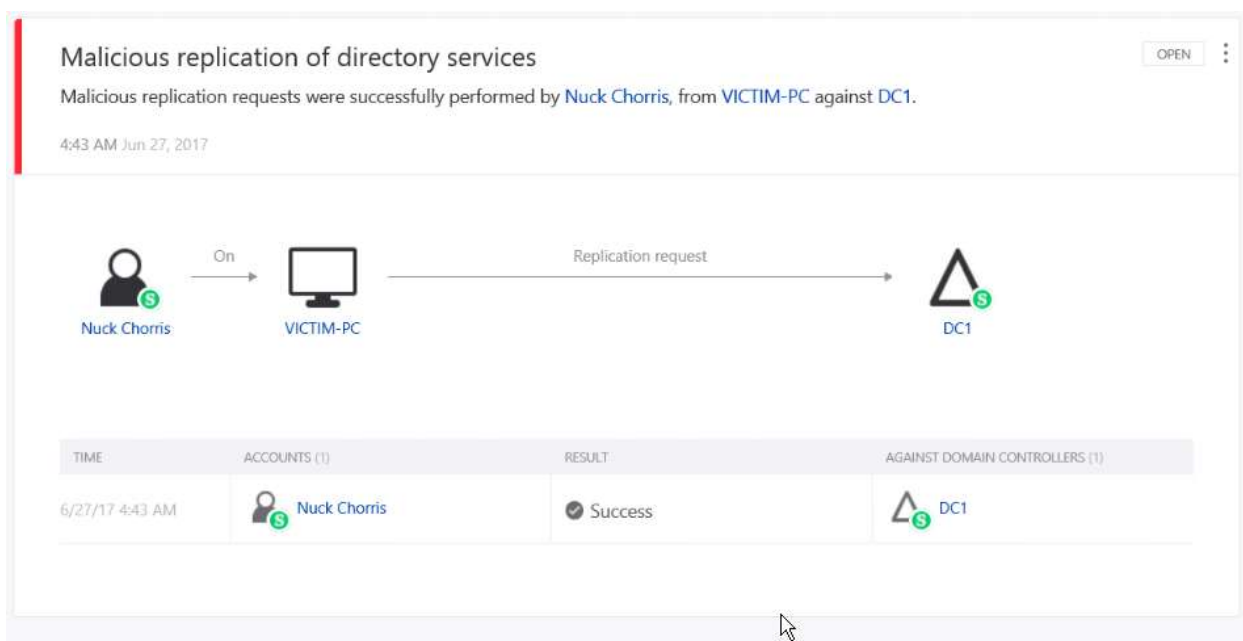 Malicious replication of directory services
OPEN
Malicious replication requests were successfully performed by Nuck Chorris, from VICTIM-PC against DC1.
4:43 AM Jun 27, 2017
On
Replication request
S
S
Nuck Chorris
VICTIM-PC
DC1
TIME
ACCOUNTS (1)
RESULT
AGAINST DOMAIN CONTROLLERS (1)
6/27/17 4:43 AM
S
Nuck Chorris
Success
S
DC1